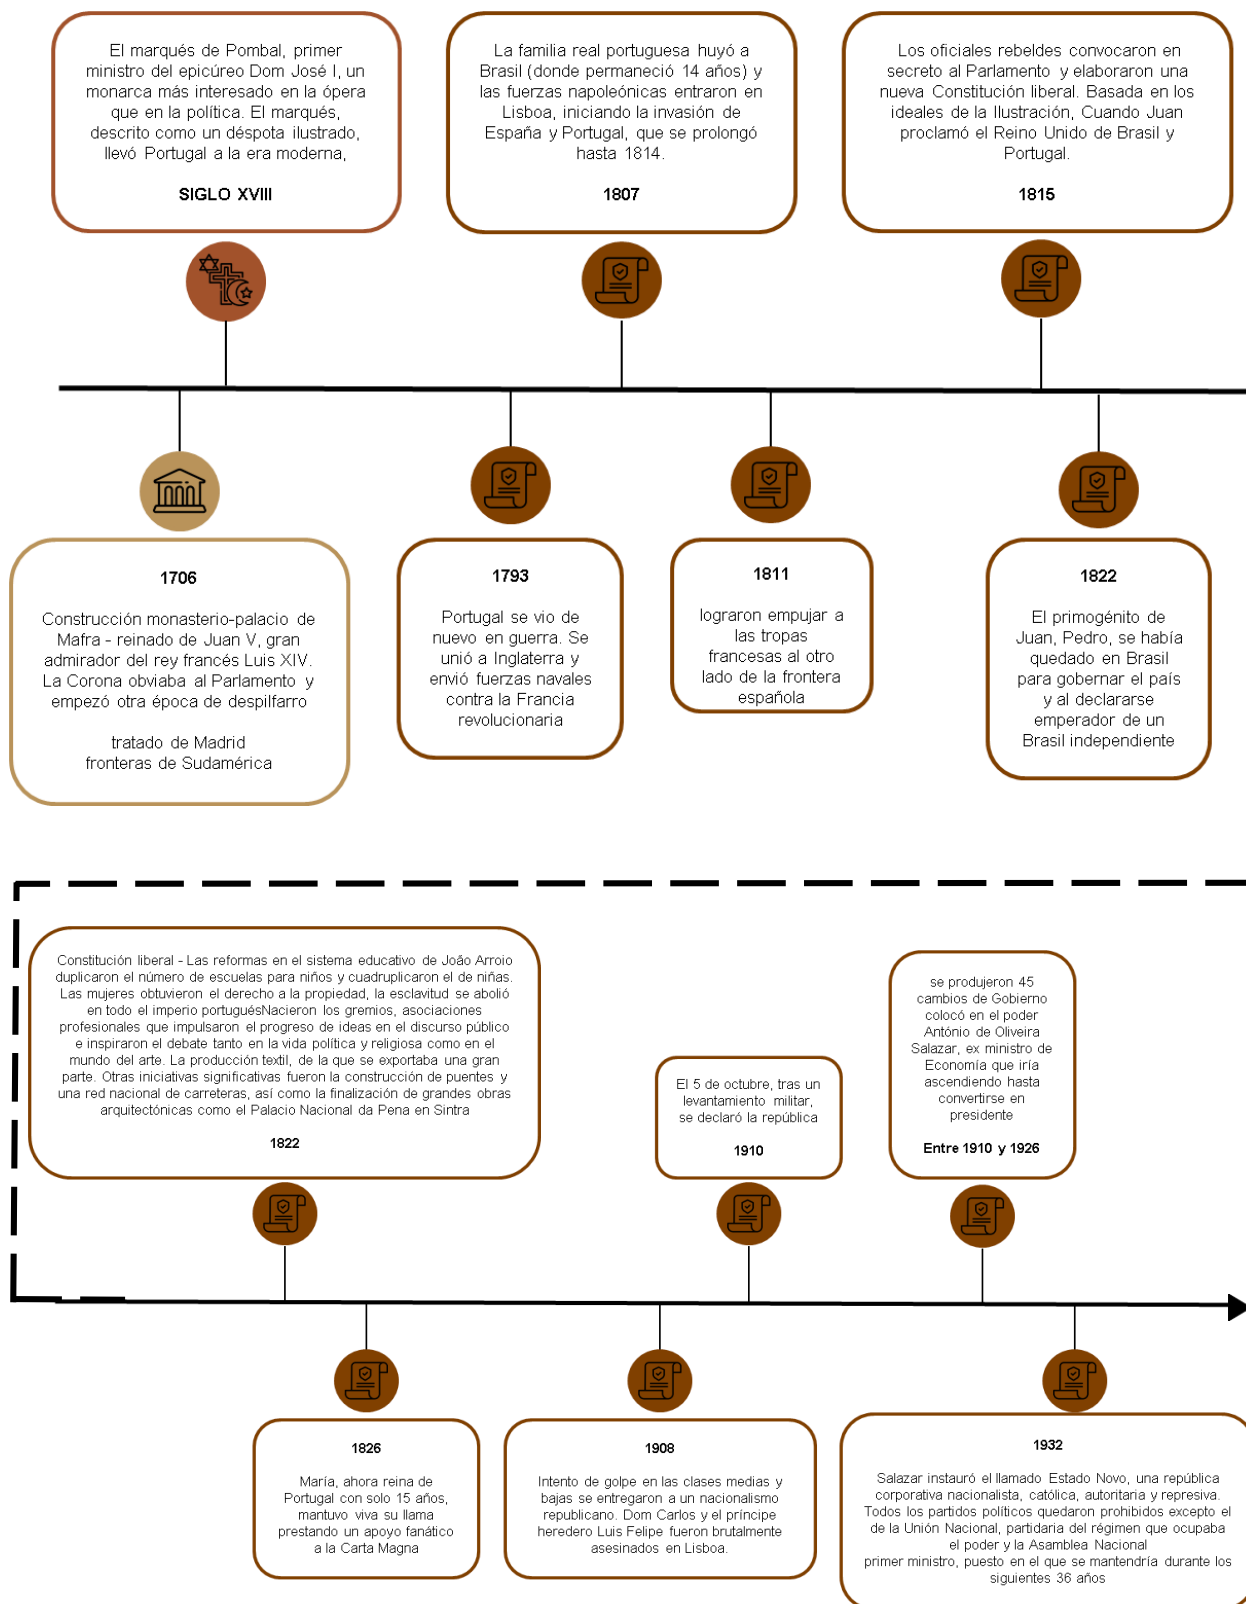 El marqués de Pombal, primer
ministro del epicúreo Dom José I, un
monarca más interesado en la ópera
que en la política. El marqués,
descrito como un déspota ilustrado,
llevó Portugal a la era moderna,
SIGLO XVIII
La familia real portuguesa huyó a
Brasil (donde permaneció 14 años) y
las fuerzas napoleónicas entraron en
Lisboa, iniciando la invasión de
España y Portugal, que se prolongó
hasta 1814.
1807
Los oficiales rebeldes convocaron en
secreto al Parlamento y elaboraron una
nueva Constitución liberal. Basada en los
ideales de la Ilustración, Cuando Juan
proclamó el Reino Unido de Brasil y
Portugal.
1815
1706
Construcción monasterio-palacio de
Mafra - reinado de Juan V, gran
admirador del rey francés Luis XIV.
La Corona obviaba al Parlamento y
empezó otra época de despilfarro
tratado de Madrid
fronteras de Sudamérica
1793
Portugal se vio de
nuevo en guerra. Se
unió a Inglaterra y
envió fuerzas navales
contra la Francia
revolucionaria
1811
lograron empujar a
las tropas
francesas al otro
lado de la frontera
española
1822
El primogénito de
Juan, Pedro, se había
quedado en Brasil
para gobernar el país
y al declararse
emperador de un
Brasil independiente
Constitución liberal - Las reformas en el sistema educativo de João Arroio
duplicaron el número de escuelas para niños y cuadruplicaron el de niñas.
Las mujeres obtuvieron el derecho a la propiedad, la esclavitud se abolió
en todo el imperio portuguésNacieron los gremios, asociaciones
profesionales que impulsaron el progreso de ideas en el discurso público
e inspiraron el debate tanto en la vida política y religiosa como en el
mundo del arte. La producción textil, de la que se exportaba una gran
parte. Otras iniciativas significativas fueron la construcción de puentes y
una red nacional de carreteras, así como la finalización de grandes obras
arquitectónicas como el Palacio Nacional da Pena en Sintra
1822
El 5 de octubre, tras un
levantamiento militar,
se declaró la república
1910
se produjeron 45
cambios de Gobierno
colocó en el poder
António de Oliveira
Salazar, ex ministro de
Economía que iría
ascendiendo hasta
convertirse en
presidente
Entre 1910 y 1926
1826
María, ahora reina de
Portugal con solo 15 años,
mantuvo viva su llama
prestando un apoyo fanático
a la Carta Magna
1908
Intento de golpe en las clases medias y
bajas se entregaron a un nacionalismo
republicano. Dom Carlos y el príncipe
heredero Luis Felipe fueron brutalmente
asesinados en Lisboa.
1932
Salazar instauró el llamado Estado Novo, una república
corporativa nacionalista, católica, autoritaria y represiva.
Todos los partidos políticos quedaron prohibidos excepto el
de la Unión Nacional, partidaria del régimen que ocupaba
el poder y la Asamblea Nacional
primer ministro, puesto en el que se mantendría durante los
siguientes 36 años